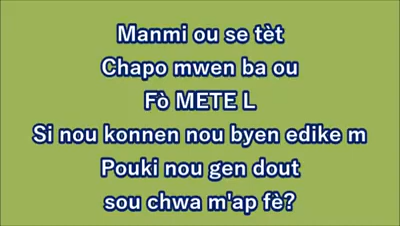 Manmi ou se tèt
Chapo mwen ba ou
Fò METE L
Si nou konnen nou byen edike m
Pouki nou gen dout
sou chwa m'ap fè?